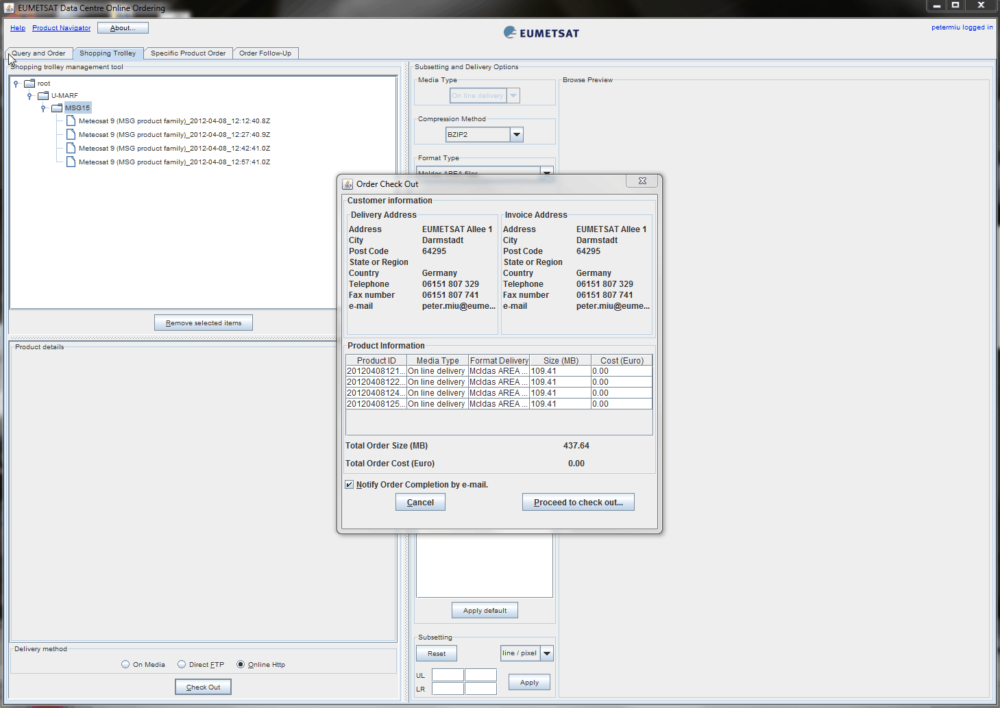 EUMETSAT Data Centre Online Ordering
Help Product Navigator About...
EUMETSAT
petermiu logged in
Query and Order Shopping Trolley Specific Product Order Order Follow-Up
Shopping trolley management tool
root
U-MARF
MSG15
Meteosat 9 (MSG product family)_2012-04-08_12:12:40.8Z
Meteosat 9 (MSG product family)_2012-04-08_12:27:40.9Z
Meteosat 9 (MSG product family)_2012-04-08_12:42:41.0Z
Meteosat 9 (MSG product family)_2012-04-08_12:57:41.0Z
Remove selected items
Product details
Delivery method
On Media Direct FTP Online Http
Check Out
Subsetting and Delivery Options
Media Type
On line delivery
Compression Method
BZIP2
Format Type
McIdas AREA files
Browse Preview
Order Check Out
Customer information
Delivery Address
Address EUMETSAT Allee 1
City Darmstadt
Post Code 64295
State or Region
Country Germany
Telephone 06151 807 329
Fax number 06151 807 741
e-mail peter.miu@eume...
Invoice Address
Address EUMETSAT Allee 1
City Darmstadt
Post Code 64295
State or Region
Country Germany
Telephone 06151 807 329
Fax number 06151 807 741
e-mail peter.miu@eume...
Product Information
Product ID Media Type Format Delivery Size (MB) Cost (Euro)
20120408121... On line delivery McIdas AREA ... 109.41 0.00
20120408122... On line delivery McIdas AREA ... 109.41 0.00
20120408124... On line delivery McIdas AREA ... 109.41 0.00
20120408125... On line delivery McIdas AREA ... 109.41 0.00
Total Order Size (MB) 437.64
Total Order Cost (Euro) 0.00
Notify Order Completion by e-mail.
Cancel Proceed to check out...
Apply default
Subsetting
Reset line / pixel
UL
LR
Apply